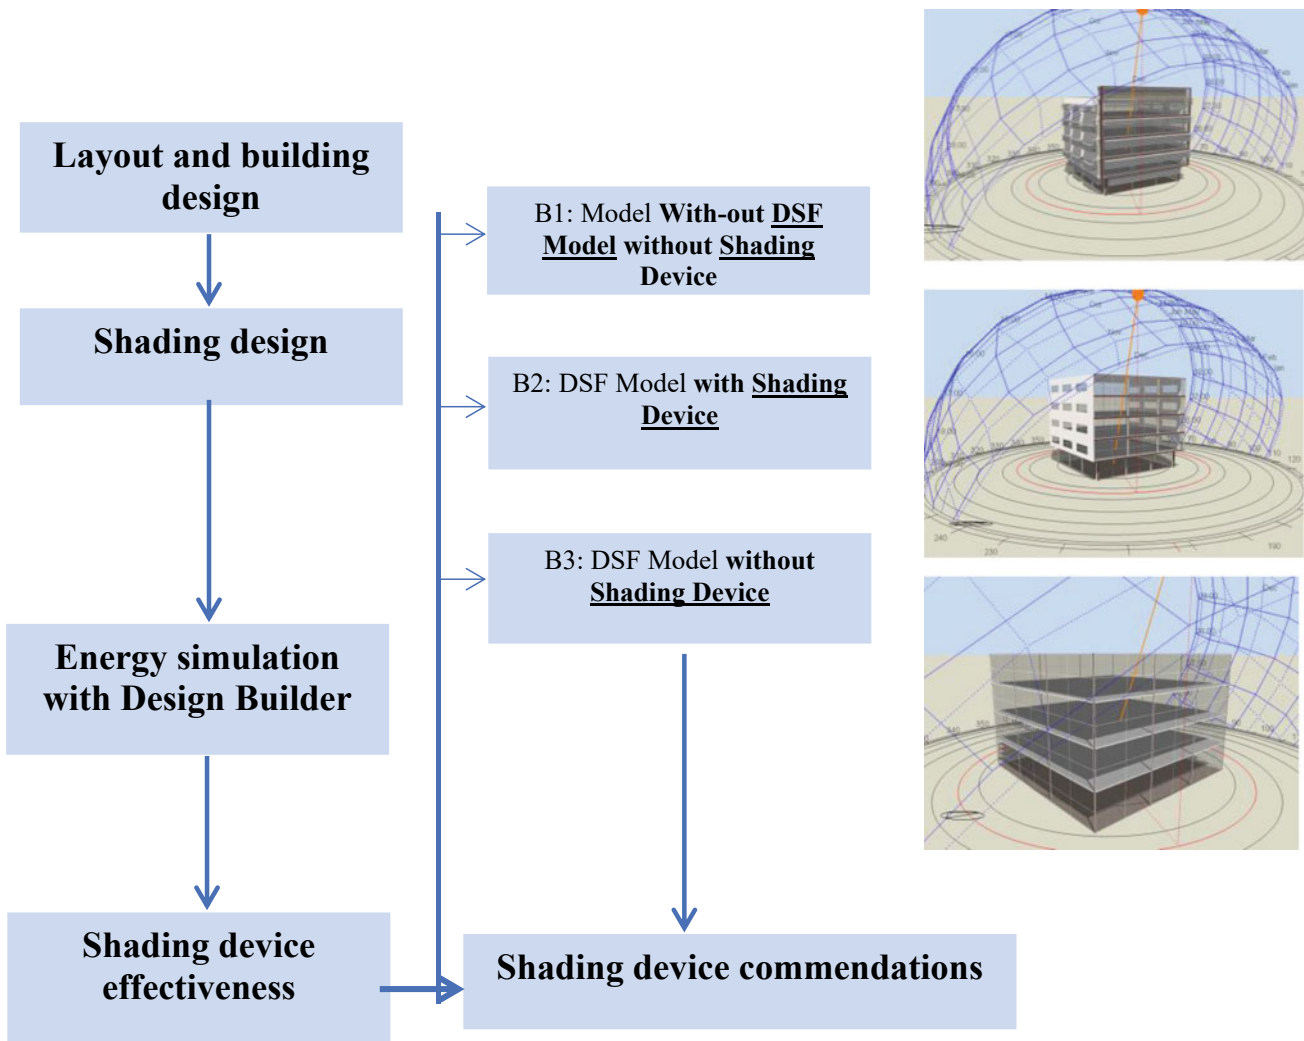 Layout and building
design
Shading design
Energy simulation
with Design Builder
Shading device
effectiveness
B1: Model With-out DSF
Model without Shading
Device
B2: DSF Model with Shading
Device
B3: DSF Model without
Shading Device
Shading device commendations